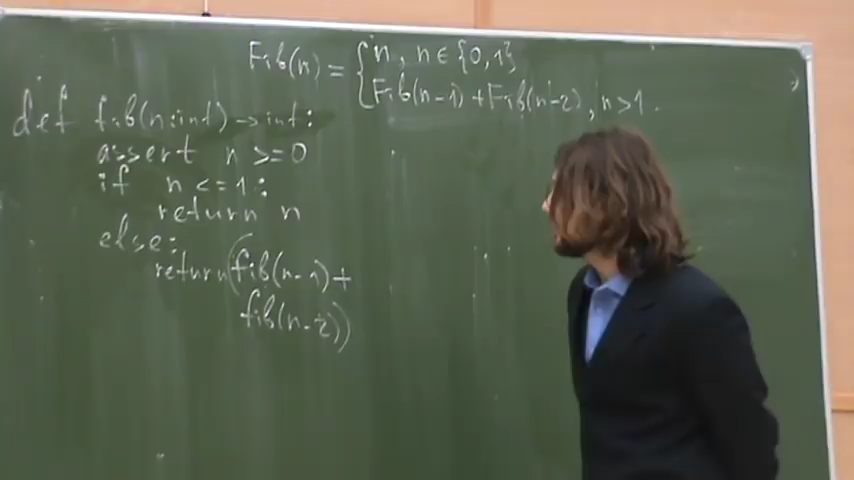 Fib(n) = { n, n ∈ {0,1}
Fib(n-1) + Fib(n-2), n>1.
def fib(n:int) -> int:
assert n >= 0
if n <= 1:
return n
else:
return(fib(n-1)+
fib(n-2))